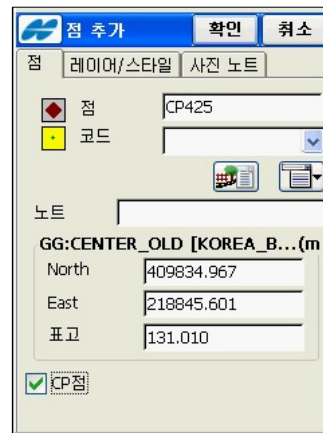 점 추가 확인 취소
점 레이어/스타일 사진 노트
점 CP425
코드
노트
GG:CENTER_OLD [KOREA_B...(m
North 409834.967
East 218845.601
표고 131.010
CP점